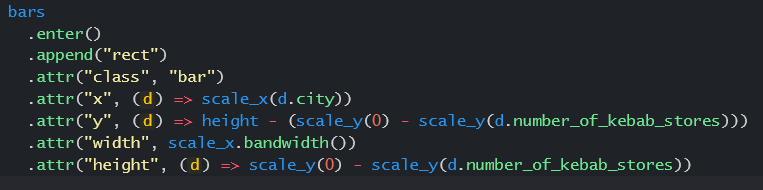 bars
  .enter()
  .append("rect")
  .attr("class", "bar")
  .attr("x", (d) => scale_x(d.city))
  .attr("y", (d) => height - (scale_y(0) - scale_y(d.number_of_kebab_stores)))
  .attr("width", scale_x.bandwidth())
  .attr("height", (d) => scale_y(0) - scale_y(d.number_of_kebab_stores))